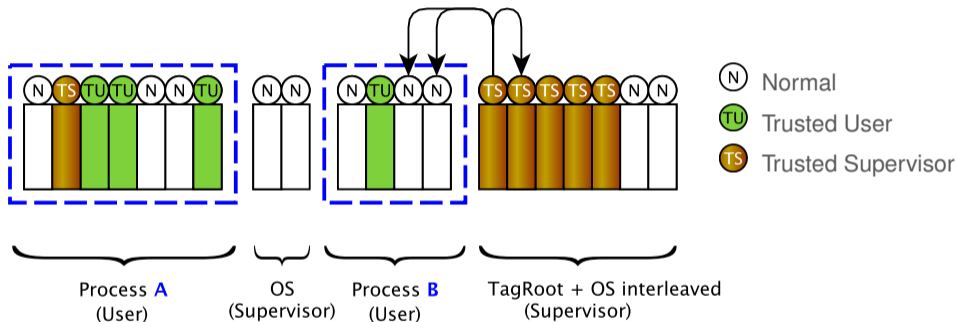 N TS TU TU N N TU N N N TU N N TS TS TS TS TS N N
N Normal
TU Trusted User
TS Trusted Supervisor
Process A
(User)
OS
(Supervisor)
Process B
(User)
TagRoot + OS interleaved
(Supervisor)